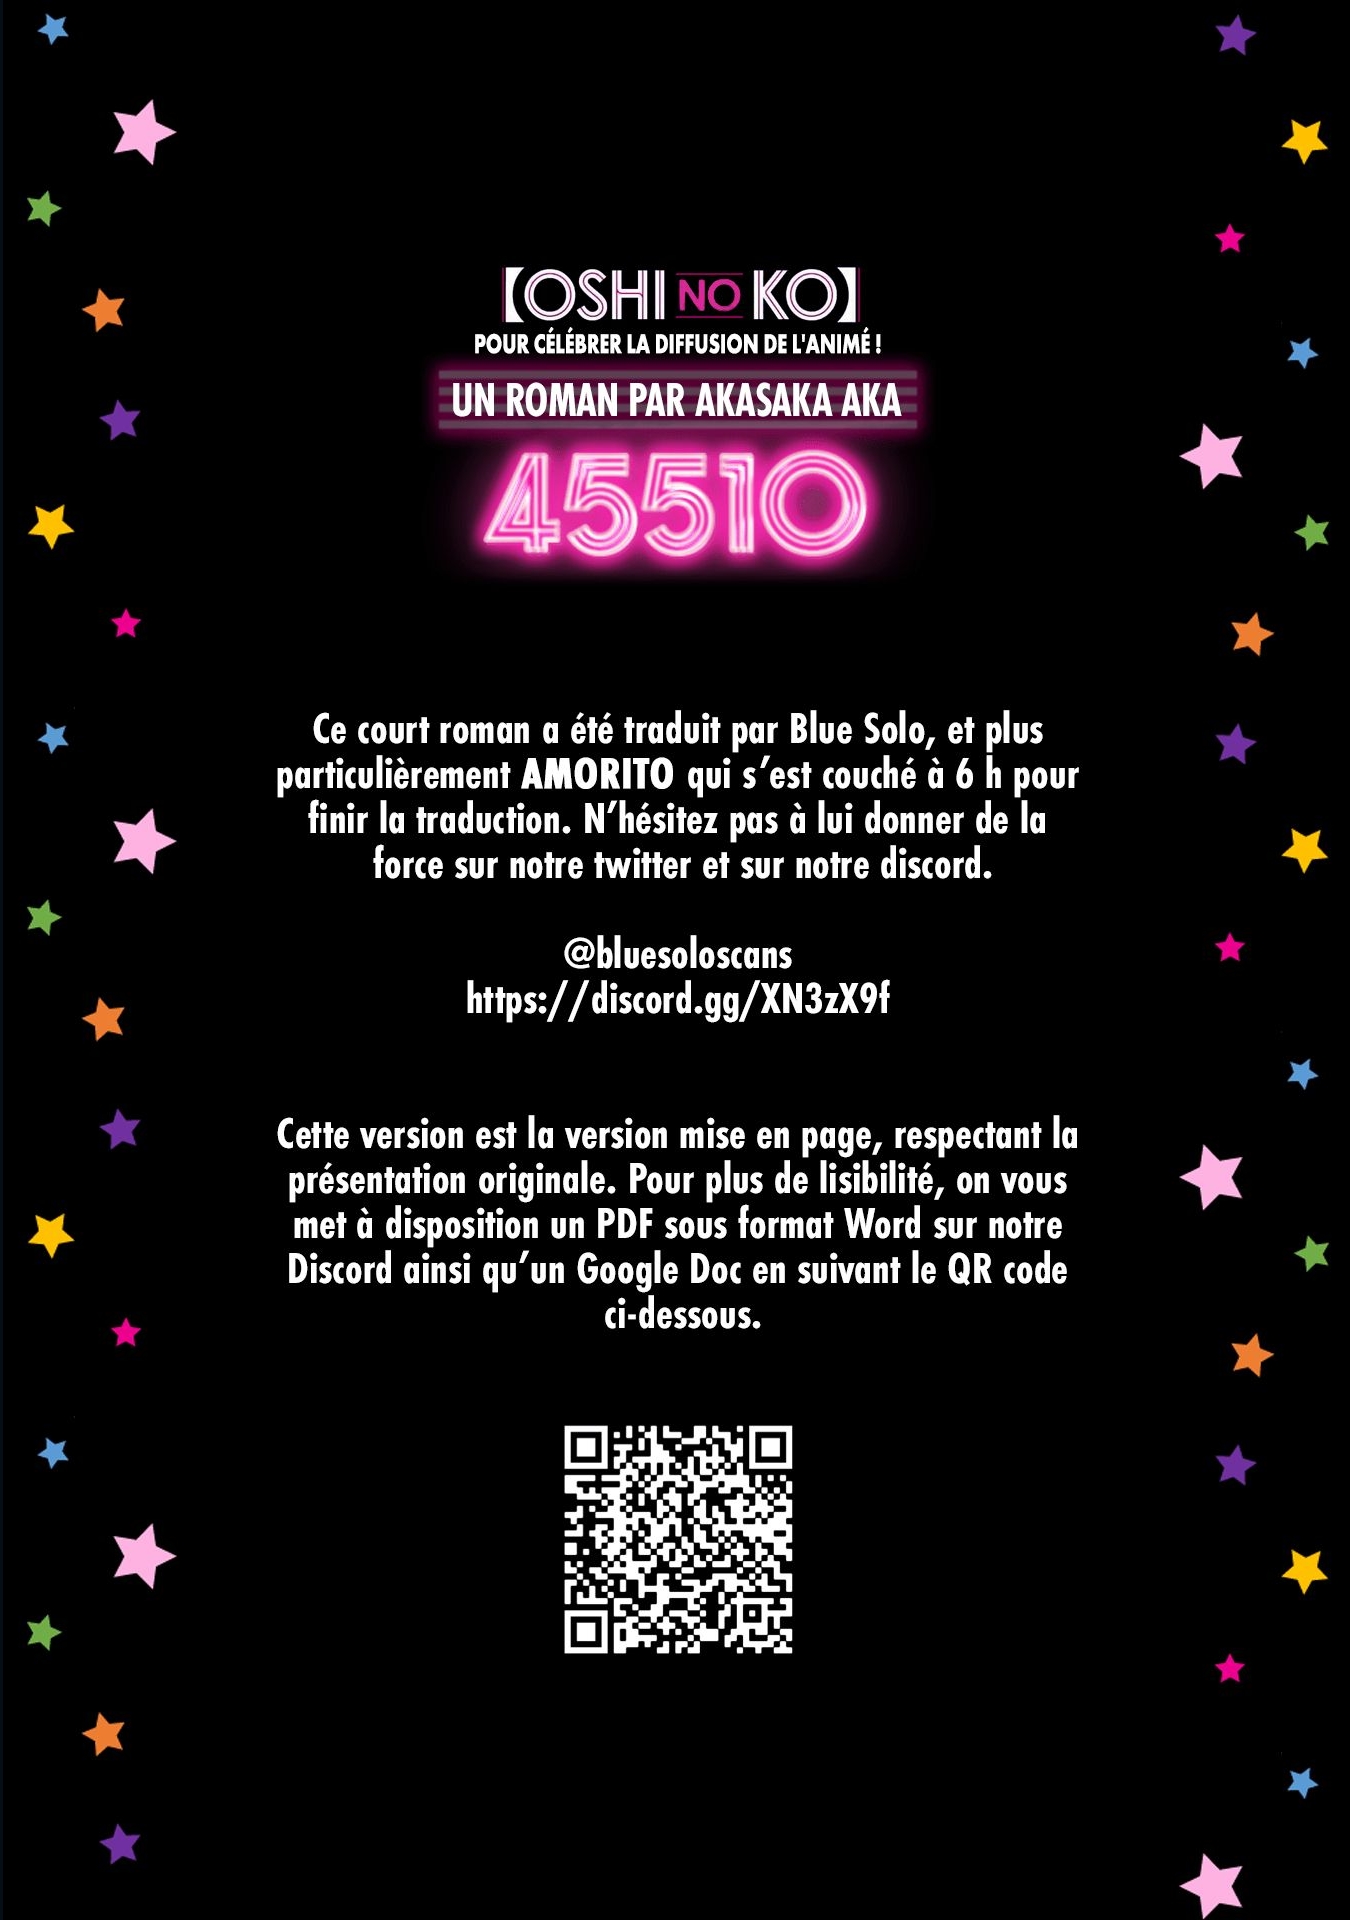 【OSHI NO KO】
POUR CÉLÉBRER LA DIFFUSION DE L'ANIMÉ !
UN ROMAN PAR AKASAKA AKA
45510
Ce court roman a été traduit par Blue Solo, et plus
particulièrement AMORITO qui s’est couché à 6 h pour
finir la traduction. N’hésitez pas à lui donner de la
force sur notre twitter et sur notre discord.
@bluesoloscans
https://discord.gg/XN3zX9f
Cette version est la version mise en page, respectant la
présentation originale. Pour plus de lisibilité, on vous
met à disposition un PDF sous format Word sur notre
Discord ainsi qu’un Google Doc en suivant le QR code
ci-dessous.